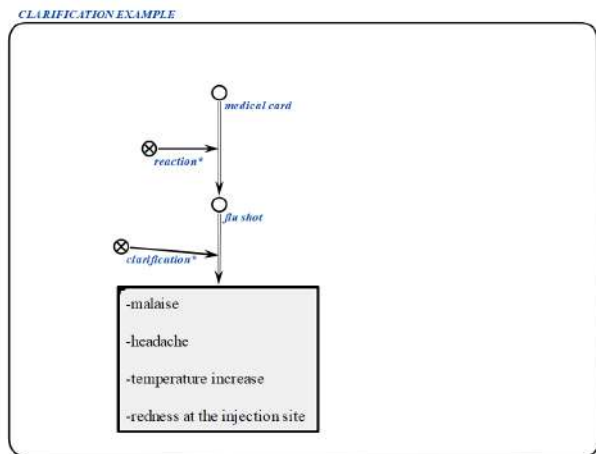 CLARIFICATION EXAMPLE
medical card
reaction*
flu shot
clarification*
-malaise
-headache
-temperature increase
-redness at the injection site